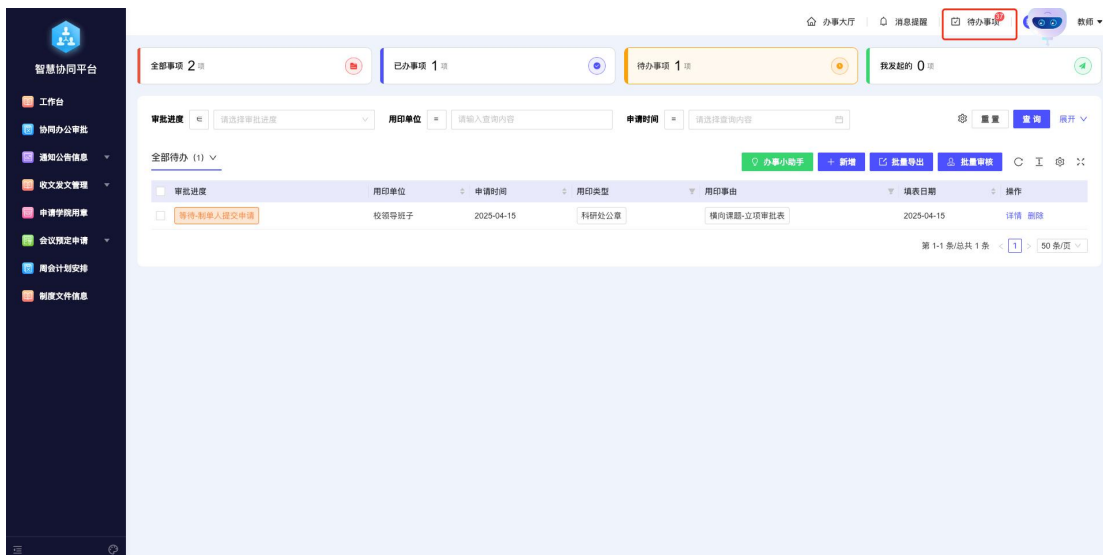 办事大厅 消息提醒 待办事项 37 教师
智慧协同平台
工作台
协同办公审批
通知公告信息
收文发文管理
申请学院用章
会议预定申请
周会计划安排
制度文件信息
全部事项 2 项 已办事项 1 项 待办事项 1 项 我发起的 0 项
审批进度 ∈ 请选择审批进度 用印单位 = 请输入查询内容 申请时间 = 请选择查询内容 重置 查询 展开
全部待办 (1) 办事小助手 + 新增 批量导出 批量审核
审批进度 用印单位 申请时间 用印类型 用印事由 填表日期 操作
等待-制单人提交申请 校领导班子 2025-04-15 科研处公章 横向课题-立项审批表 2025-04-15 详情 删除
第 1-1 条/总共 1 条 < 1 > 50 条/页